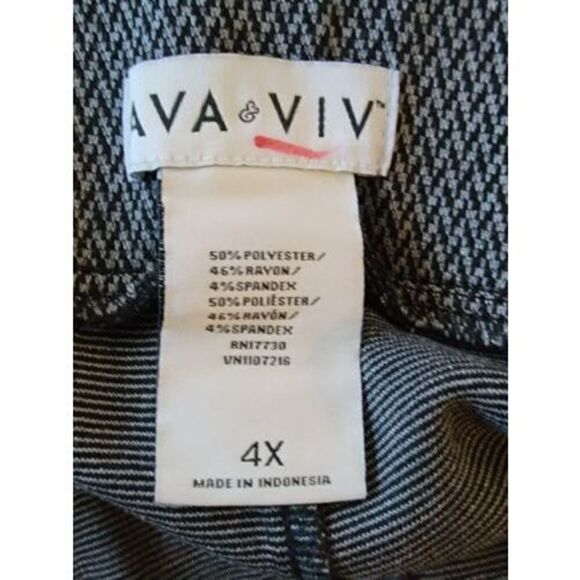 AVA & VIV™
50% POLYESTER/
46% RAYON/
4% SPANDEX
50% POLIÉSTER/
46% RAYÓN/
4% SPANDEX
RN17730
VN1107216
4X
MADE IN INDONESIA